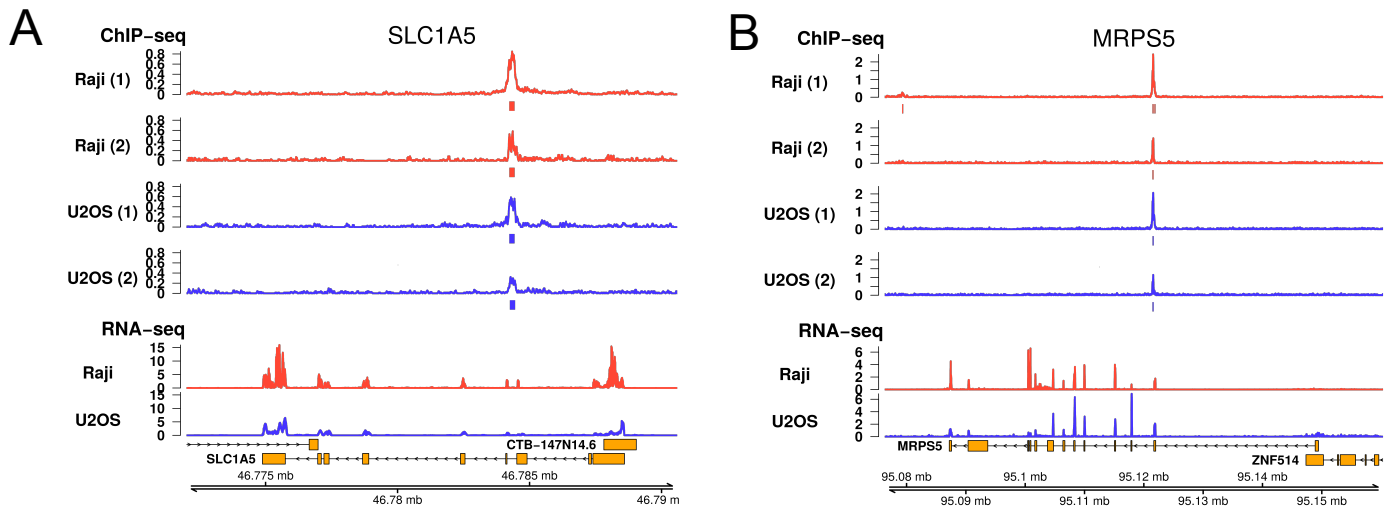 A
SLC1A5
ChIP−seq
0.8
0.6
0.4
0.2
0
Raji (1)
0.8
0.6
0.4
0.2
0
Raji (2)
0.8
0.6
0.4
0.2
0
U2OS (1)
0.8
0.6
0.4
0.2
0
U2OS (2)
RNA−seq
15
10
5
0
Raji
15
10
5
0
U2OS
CTB−147N14.6
SLC1A5
46.775 mb
46.785 mb
46.78 mb
46.79 m
B
MRPS5
ChIP−seq
2
1
0
Raji (1)
2
1
0
Raji (2)
2
1
0
U2OS (1)
2
1
0
U2OS (2)
RNA−seq
6
4
2
0
Raji
6
4
2
0
U2OS
MRPS5
ZNF514
95.08 mb
95.1 mb
95.12 mb
95.14 mb
95.09 mb
95.11 mb
95.13 mb
95.15 mb